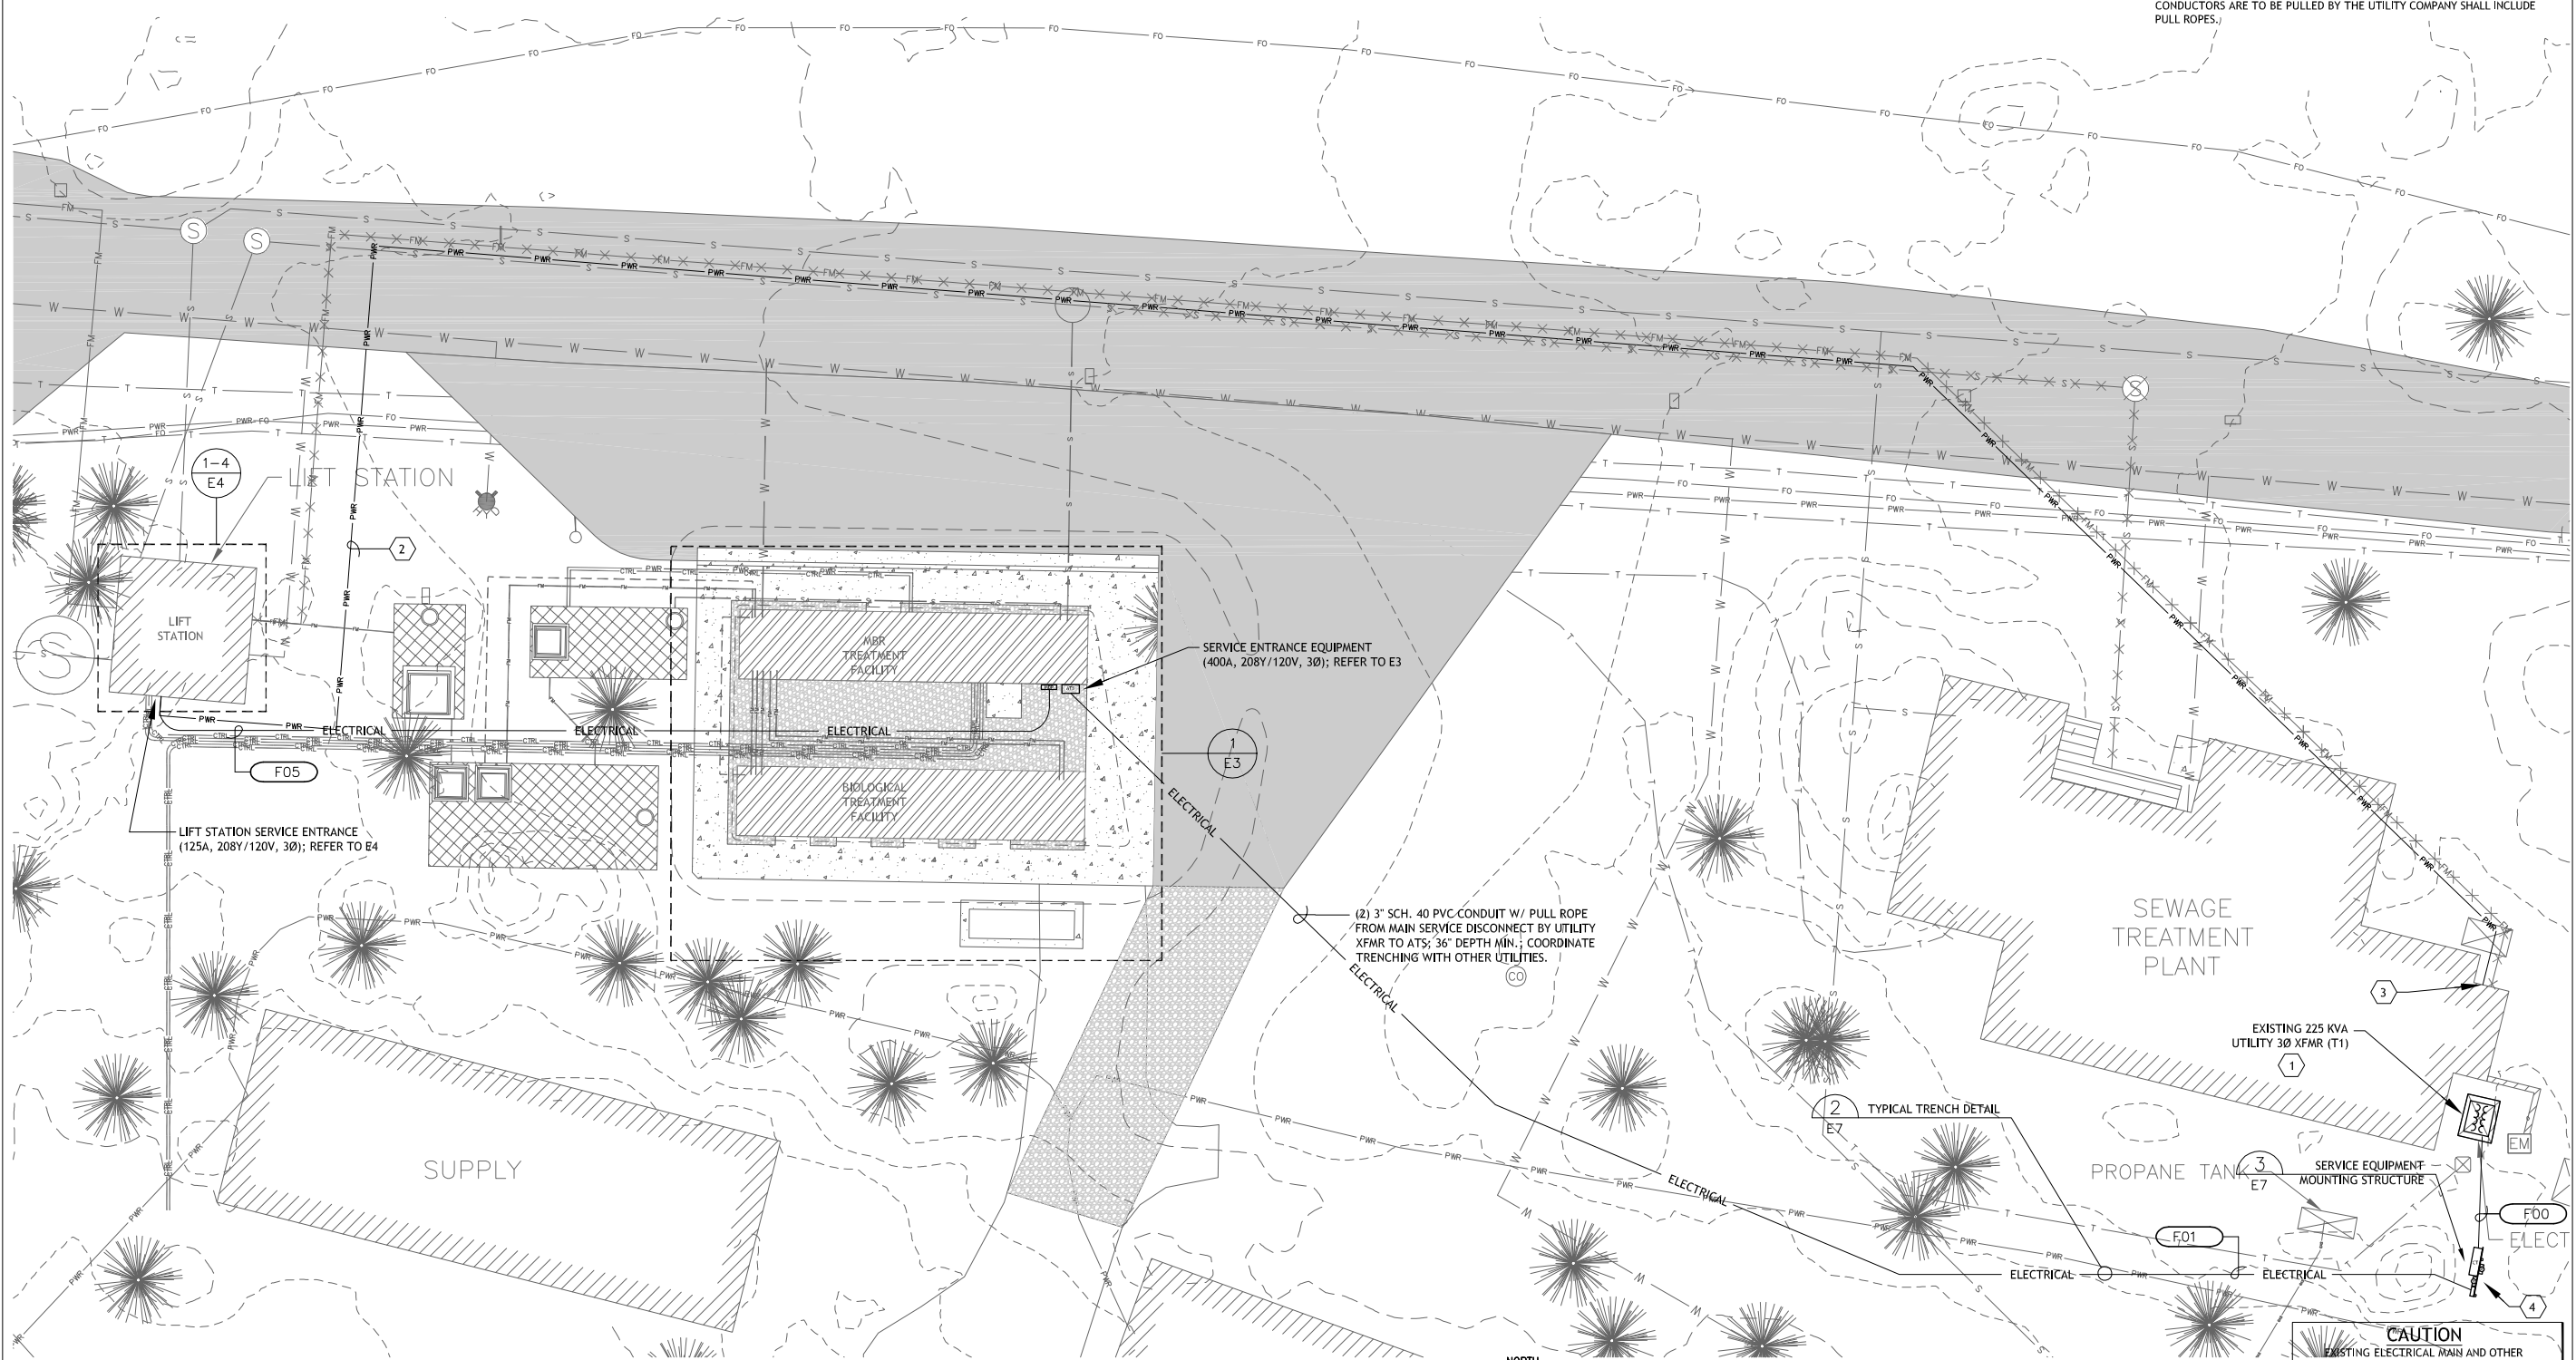 CONDUCTORS ARE TO BE PULLED BY THE UTILITY COMPANY SHALL INCLUDE
PULL ROPES.
1-4
E4
LIFT STATION
2
LIFT
STATION
MBR
TREATMENT
FACILITY
SERVICE ENTRANCE EQUIPMENT
(400A, 208Y/120V, 3Ø); REFER TO E3
ELECTRICAL
ELECTRICAL
ELECTRICAL
1
E3
F05
BIOLOGICAL
TREATMENT
FACILITY
ELECTRICAL
LIFT STATION SERVICE ENTRANCE
(125A, 208Y/120V, 3Ø); REFER TO E4
(2) 3" SCH. 40 PVC CONDUIT W/ PULL ROPE
FROM MAIN SERVICE DISCONNECT BY UTILITY
XFMR TO ATS; 36" DEPTH MIN.; COORDINATE
TRENCHING WITH OTHER UTILITIES.
CO
ELECTRICAL
SEWAGE
TREATMENT
PLANT
3
EXISTING 225 KVA
UTILITY 3Ø XFMR (T1)
1
2
E7
TYPICAL TRENCH DETAIL
EM
SUPPLY
PROPANE TANK
3
E7
SERVICE EQUIPMENT
MOUNTING STRUCTURE
ELECTRICAL
F00
F01
ELECT
ELECTRICAL
ELECTRICAL
4
CAUTION
EXISTING ELECTRICAL MAIN AND OTHER
NORTH